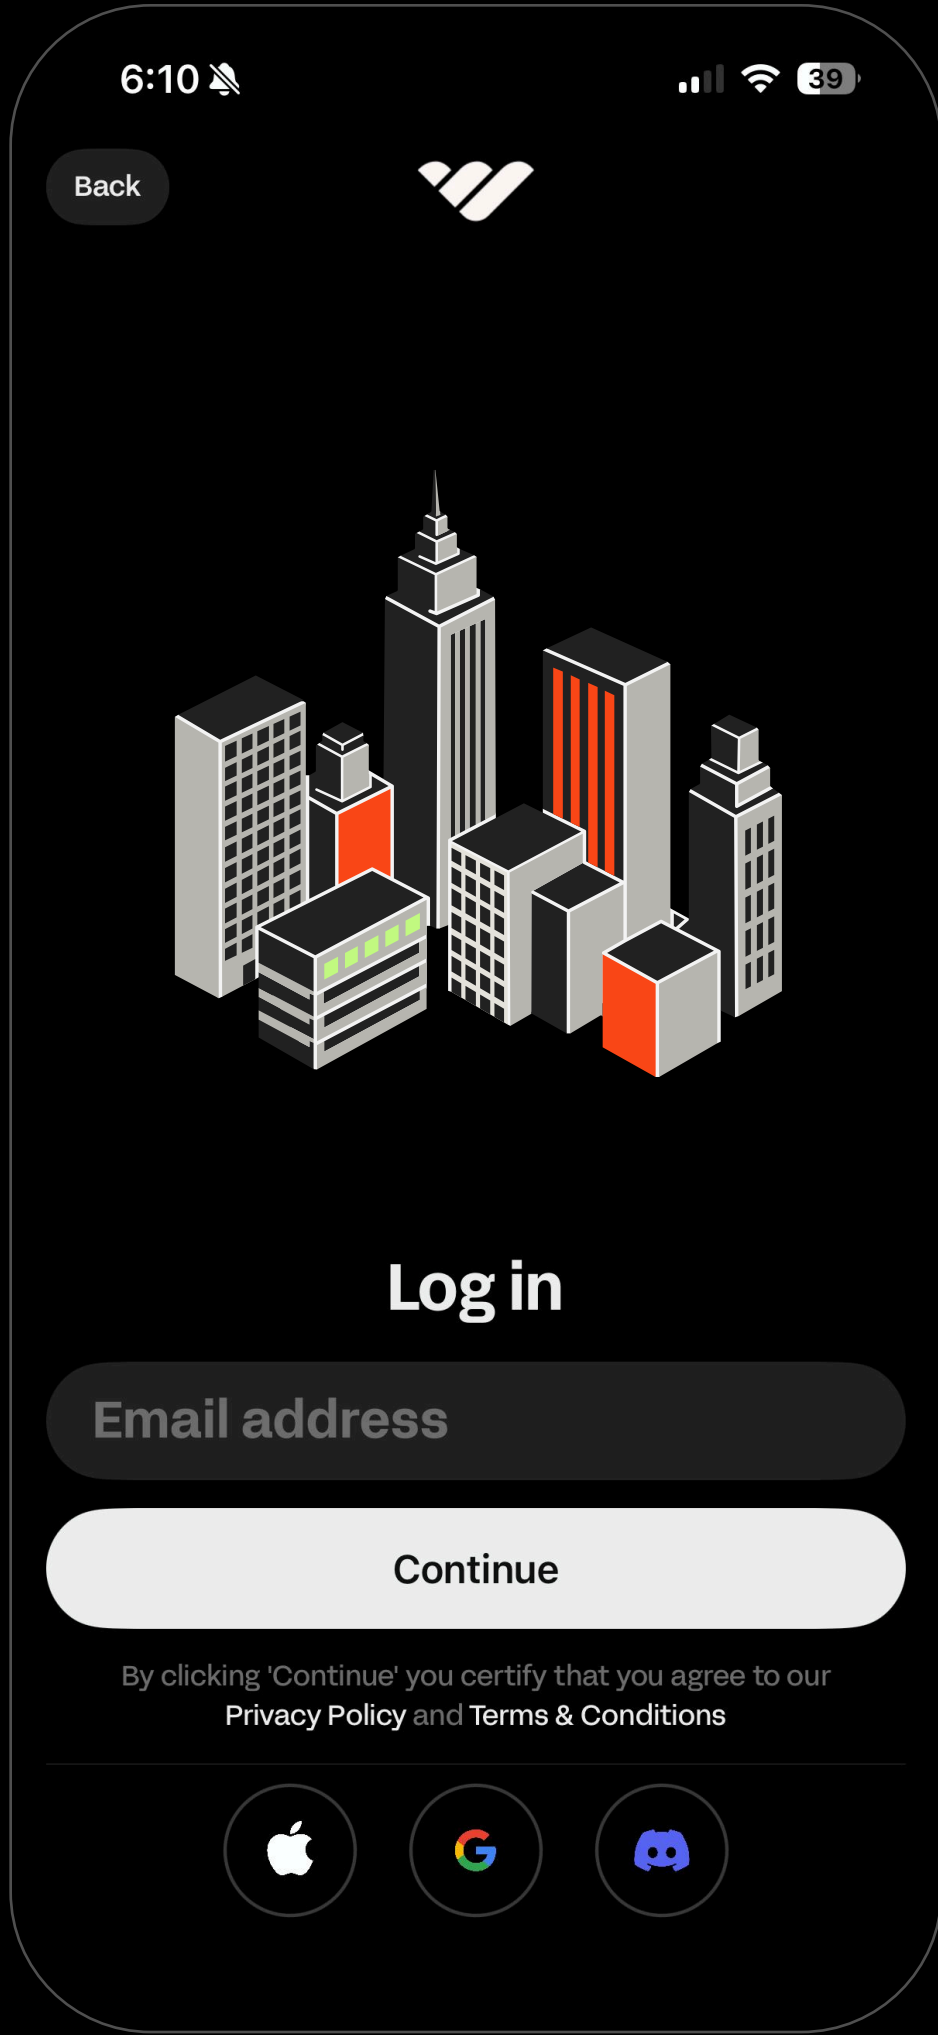 6:10
39
Back
Log in
Email address
Continue
By clicking 'Continue' you certify that you agree to our
Privacy Policy and Terms & Conditions